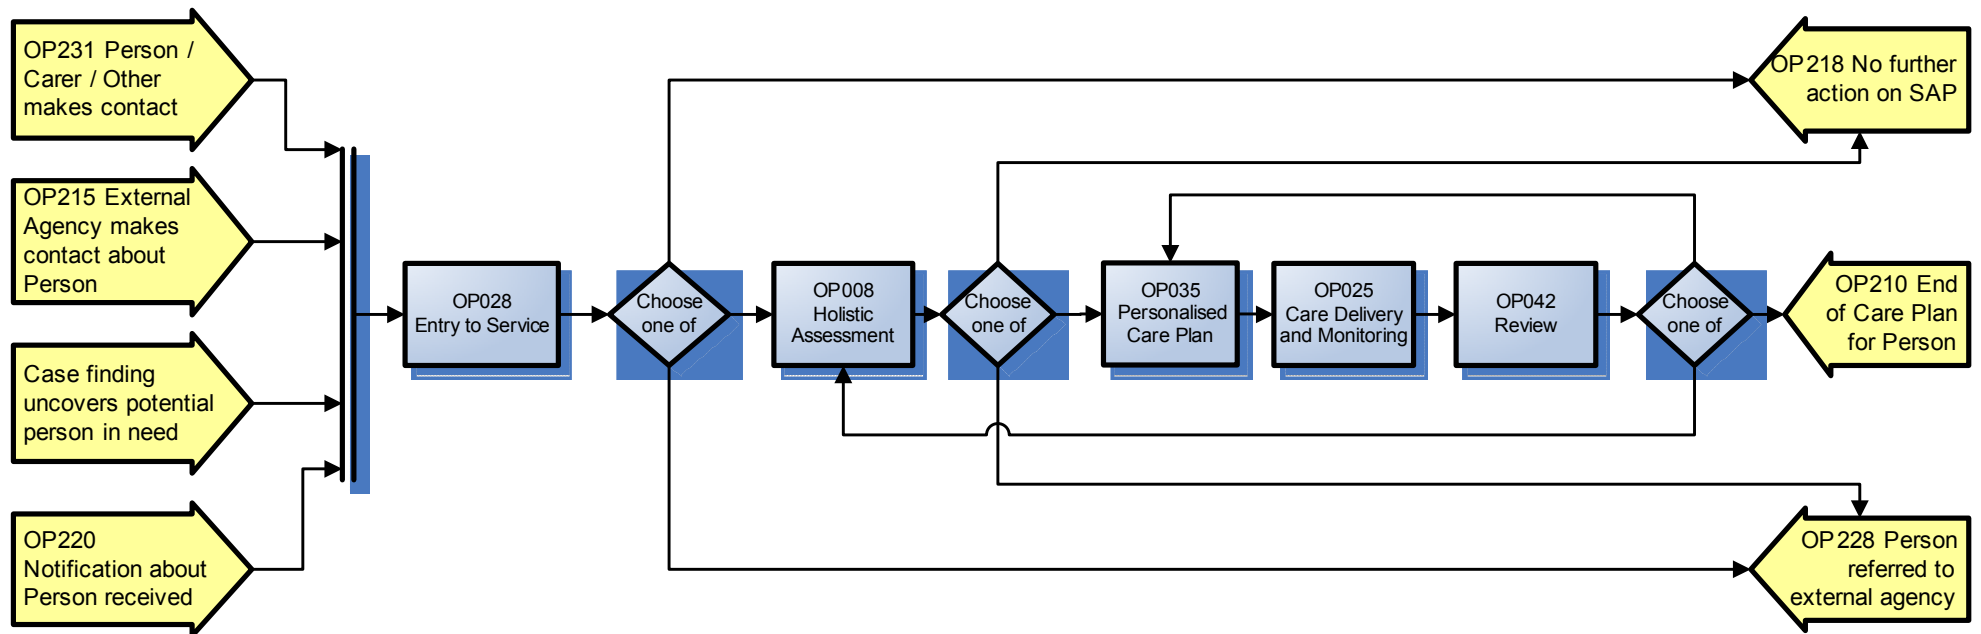 OP231 Person /
Carer / Other
makes contact
OP215 External
Agency makes
contact about
Person
Case finding
uncovers potential
person in need
OP220
Notification about
Person received
OP028
Entry to Service
Choose
one of
OP008
Holistic
Assessment
Choose
one of
OP035
Personalised
Care Plan
OP025
Care Delivery
and Monitoring
OP042
Review
Choose
one of
OP218 No further
action on SAP
OP210 End
of Care Plan
for Person
OP228 Person
referred to
external agency